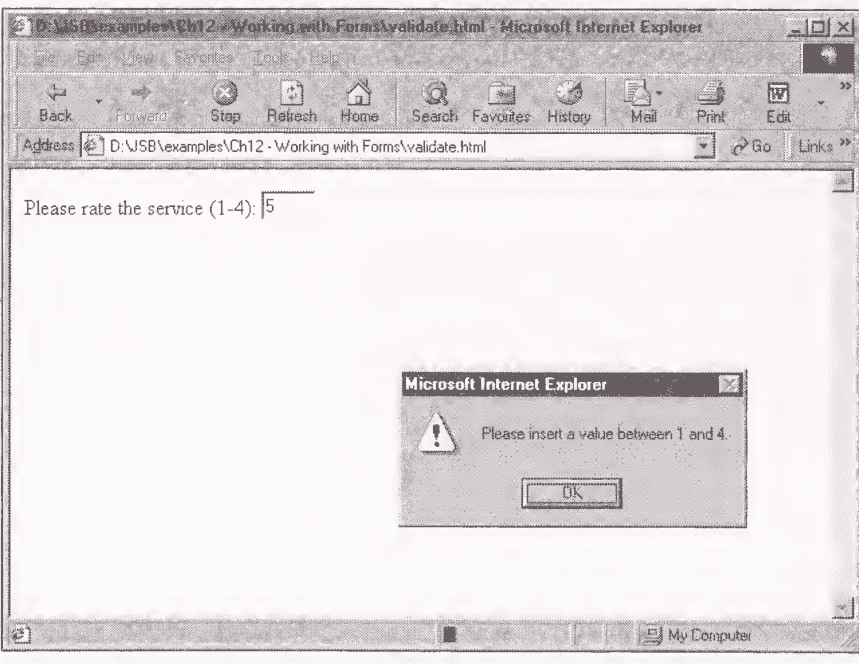 D:\JSB\examples\Ch12 - Working with Forms\validate.html - Microsoft Internet Explorer
File Edit View Favorites Tools Help
Back Forward Stop Refresh Home Search Favorites History Mail Print Edit »
Address D:\JSB\examples\Ch12 - Working with Forms\validate.html Go Links »
Please rate the service (1-4): 5
Microsoft Internet Explorer
Please insert a value between 1 and 4.
OK
My Computer